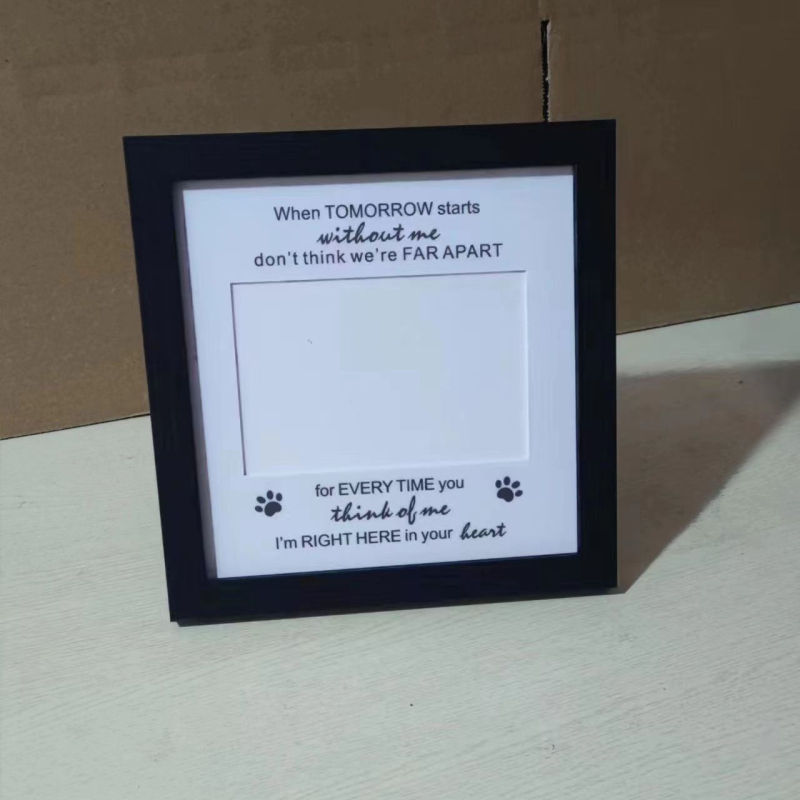 When TOMORROW starts
without me
don't think we're FAR APART
for EVERY TIME you
think of me
I'm RIGHT HERE in your heart